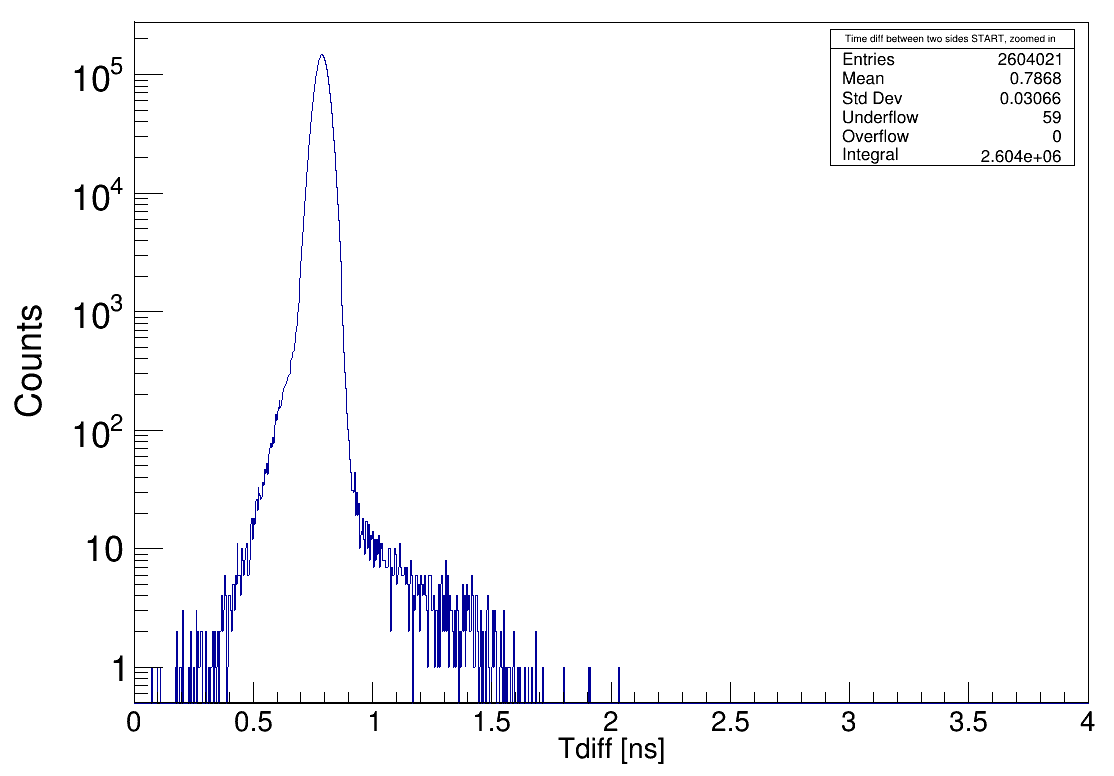 Time diff between two sides START, zoomed in
Entries 2604021
Mean 0.7868
Std Dev 0.03066
Underflow 59
Overflow 0
Integral 2.604e+06
Counts
10^5
10^4
10^3
10^2
10
1
0 0.5 1 1.5 2 2.5 3 3.5 4
Tdiff [ns]